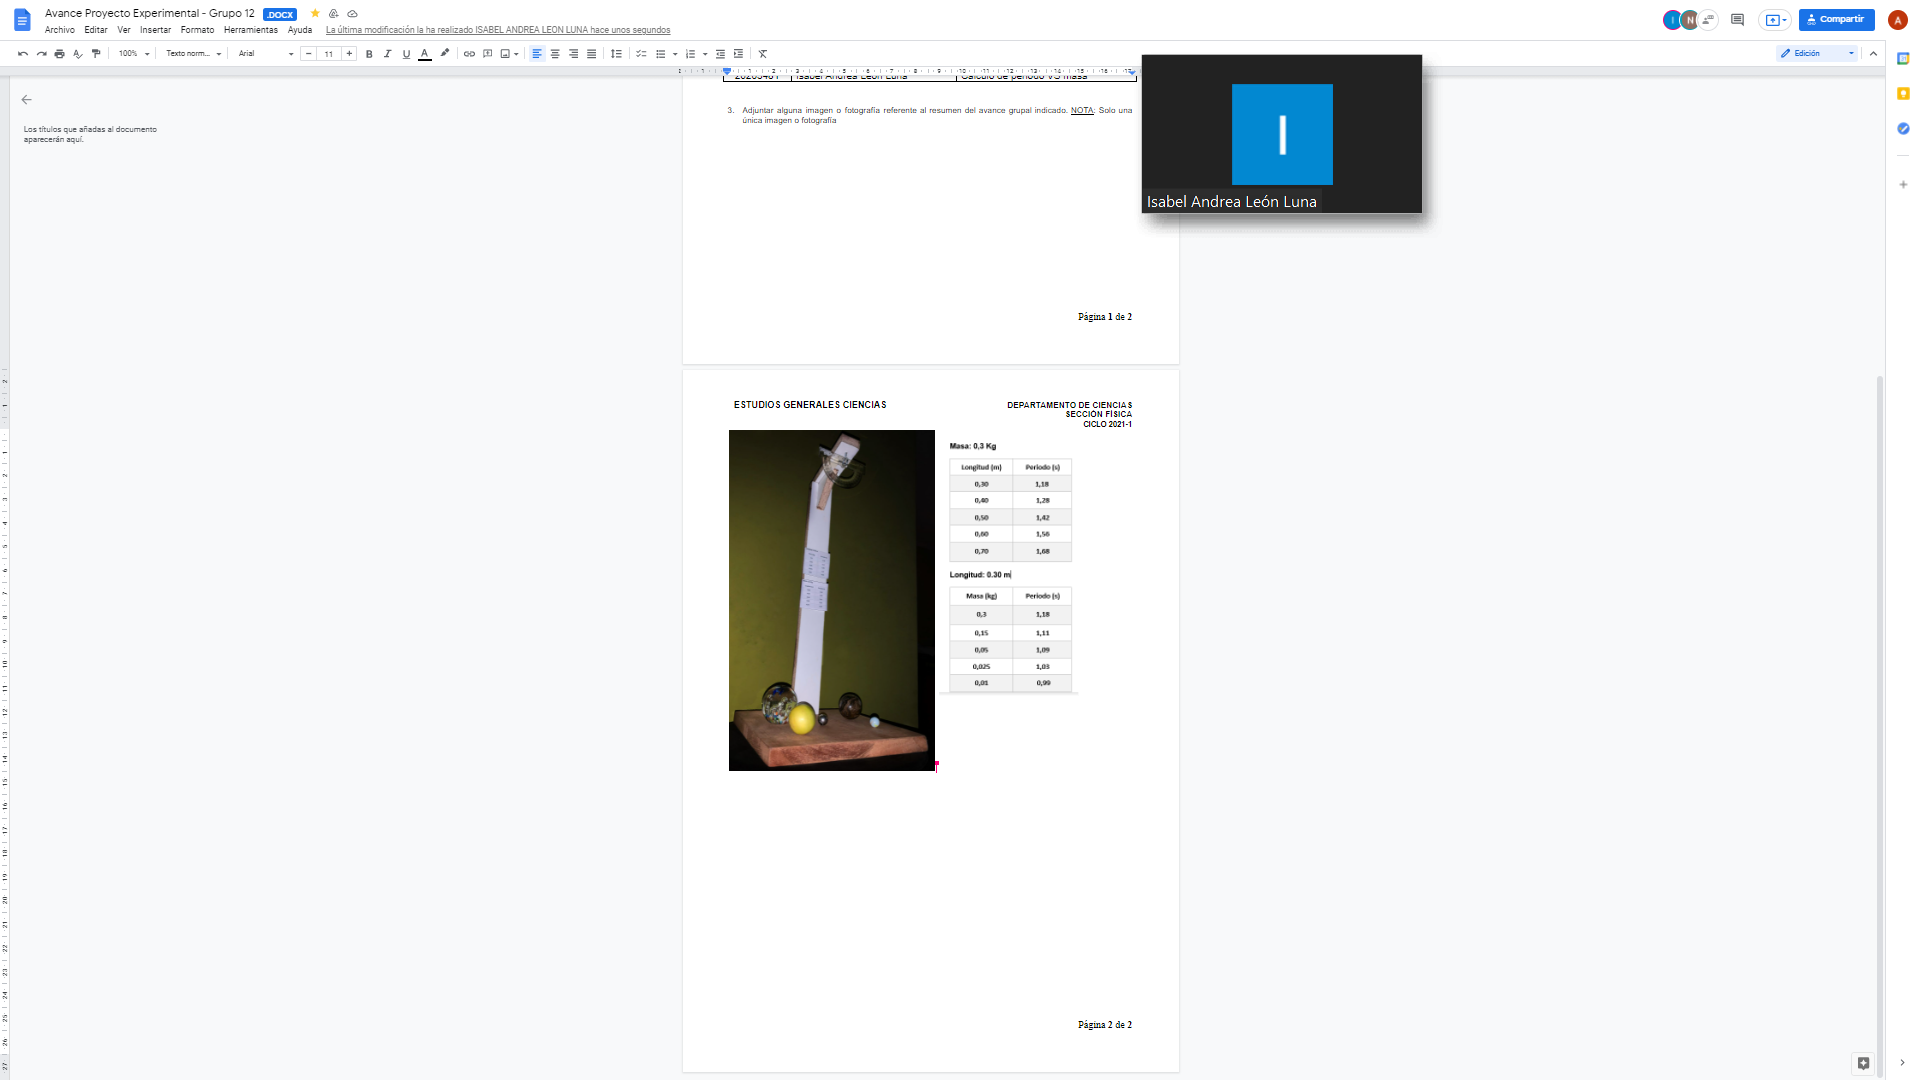 Avance Proyecto Experimental - Grupo 12 .DOCX
Archivo Editar Ver Insertar Formato Herramientas Ayuda La última modificación la ha realizado ISABEL ANDREA LEON LUNA hace unos segundos
Compartir
100% Texto norm... Arial 11 Edición
Los títulos que añadas al documento
aparecerán aquí.
Isabel Andrea León Luna
Cálculo de periodo VS masa
3. Adjuntar alguna imagen o fotografía referente al resumen del avance grupal indicado. NOTA: Solo una
única imagen o fotografía
I
Isabel Andrea León Luna
Página 1 de 2
ESTUDIOS GENERALES CIENCIAS
DEPARTAMENTO DE CIENCIAS
SECCIÓN FÍSICA
CICLO 2021-1
Masa: 0,3 Kg
Longitud (m) Periodo (s)
0,30 1,18
0,40 1,28
0,50 1,42
0,60 1,56
0,70 1,68
Longitud: 0.30 m
Masa (kg) Periodo (s)
0,3 1,18
0,15 1,11
0,05 1,09
0,025 1,03
0,01 0,99
Página 2 de 2